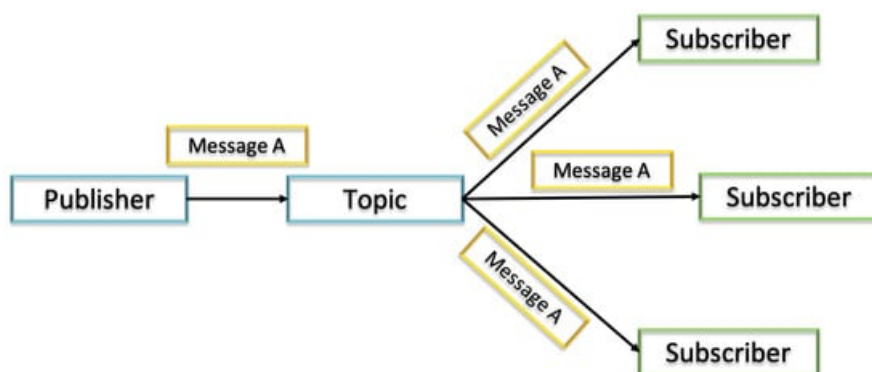 Subscriber
Message A
Message A
Message A
Publisher
Topic
Subscriber
Message A
Subscriber